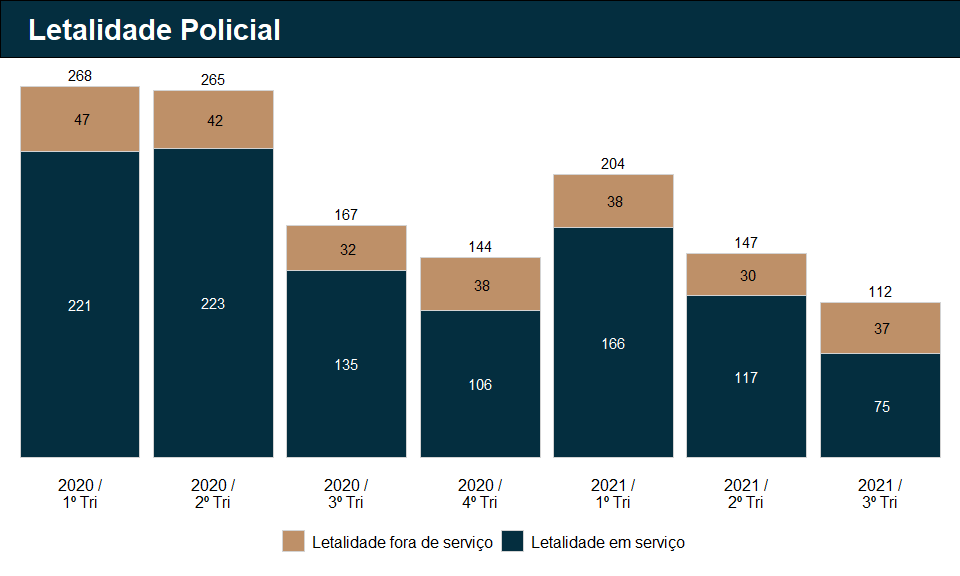 Letalidade Policial
268
265
47
42
204
167
38
147
144
32
112
38
30
221
223
37
166
135
106
117
75
2020 /
1º Tri
2020 /
2º Tri
2020 /
3º Tri
2020 /
4º Tri
2021 /
1º Tri
2021 /
2º Tri
2021 /
3º Tri
Letalidade fora de serviço
Letalidade em serviço